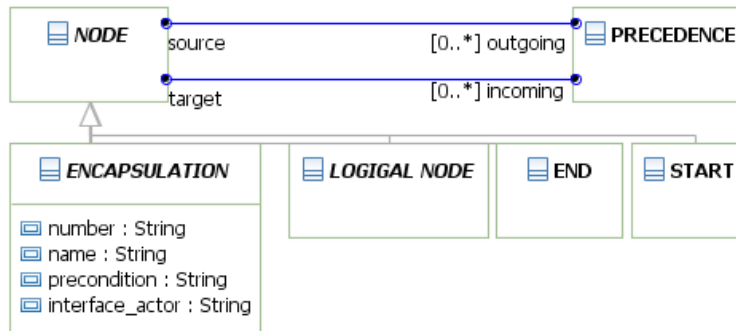 NODE
source
[0..*] outgoing
PRECEDENCE
target
[0..*] incoming
ENCAPSULATION
LOGIGAL NODE
END
START
number : String
name : String
precondition : String
interface_actor : String